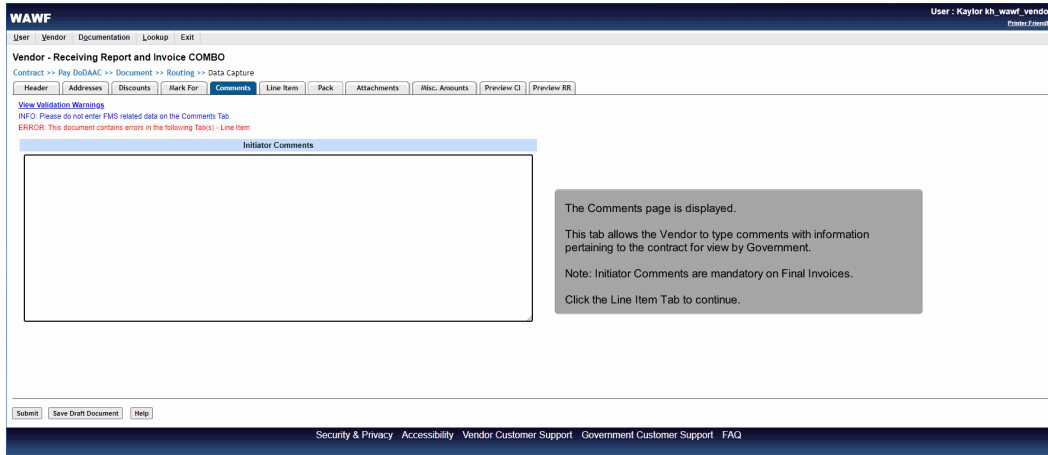 WAWF
User : Kaylor kh_wawf_vendo
Printer Friend
User Vendor Documentation Lookup Exit
Vendor - Receiving Report and Invoice COMBO
Contract >> Pay DoDAAC >> Document >> Routing >> Data Capture
Header Addresses Discounts Mark For Comments Line Item Pack Attachments Misc. Amounts Preview CI Preview RR
View Validation Warnings
INFO: Please do not enter FMS related data on the Comments Tab.
ERROR: This document contains errors in the following Tab(s) - Line Item
Initiator Comments
The Comments page is displayed.
This tab allows the Vendor to type comments with information
pertaining to the contract for view by Government.
Note: Initiator Comments are mandatory on Final Invoices.
Click the Line Item Tab to continue.
Submit Save Draft Document Help
Security & Privacy Accessibility Vendor Customer Support Government Customer Support FAQ